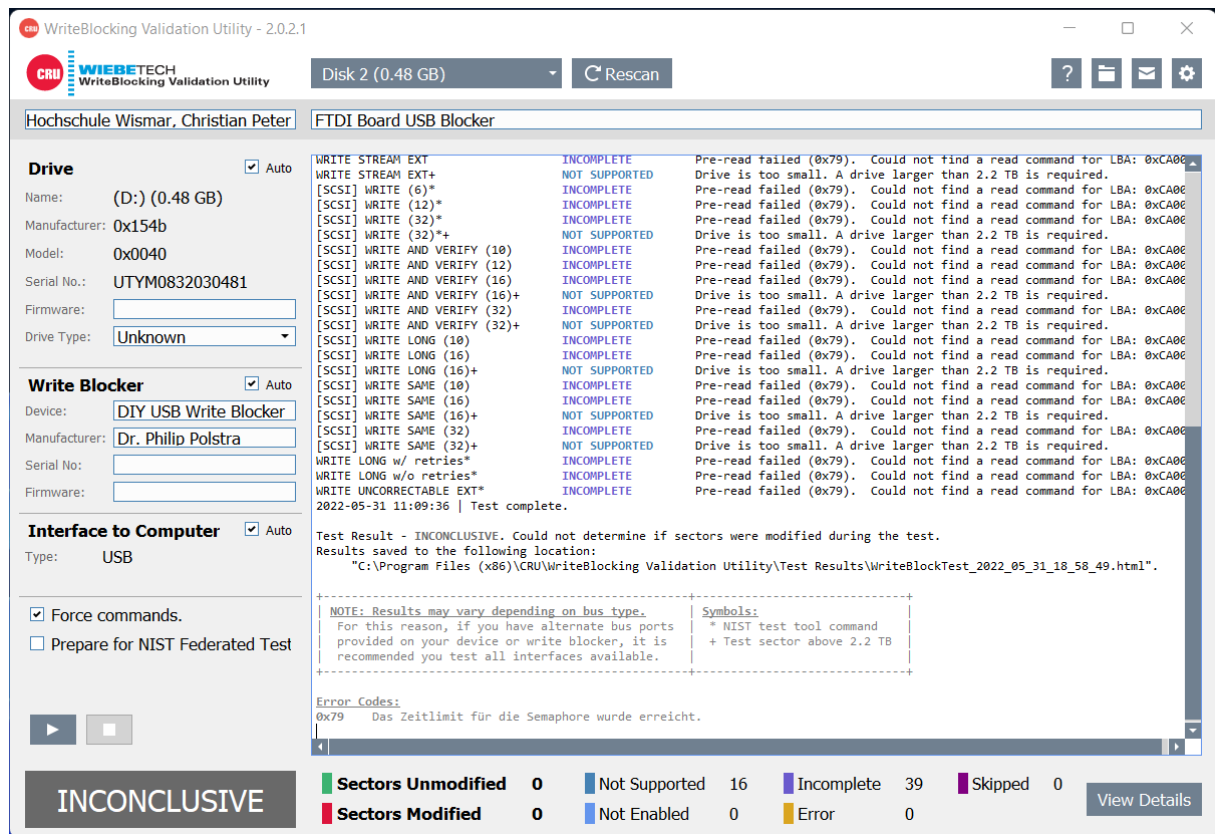 WriteBlocking Validation Utility - 2.0.2.1
CRU WIEBETECH
WriteBlocking Validation Utility
Disk 2 (0.48 GB)
Rescan
?
Hochschule Wismar, Christian Peter
FTDI Board USB Blocker
Drive
Auto
Name: (D:) (0.48 GB)
Manufacturer: 0x154b
Model: 0x0040
Serial No.: UTYM0832030481
Firmware:
Drive Type: Unknown
Write Blocker
Auto
Device: DIY USB Write Blocker
Manufacturer: Dr. Philip Polstra
Serial No:
Firmware:
Interface to Computer
Auto
Type: USB
Force commands.
Prepare for NIST Federated Test
INCONCLUSIVE
WRITE STREAM EXT INCOMPLETE Pre-read failed (0x79). Could not find a read command for LBA: 0xCA00
WRITE STREAM EXT+ NOT SUPPORTED Drive is too small. A drive larger than 2.2 TB is required.
[SCSI] WRITE (6)* INCOMPLETE Pre-read failed (0x79). Could not find a read command for LBA: 0xCA00
[SCSI] WRITE (12)* INCOMPLETE Pre-read failed (0x79). Could not find a read command for LBA: 0xCA00
[SCSI] WRITE (32)* INCOMPLETE Pre-read failed (0x79). Could not find a read command for LBA: 0xCA00
[SCSI] WRITE (32)*+ NOT SUPPORTED Drive is too small. A drive larger than 2.2 TB is required.
[SCSI] WRITE AND VERIFY (10) INCOMPLETE Pre-read failed (0x79). Could not find a read command for LBA: 0xCA00
[SCSI] WRITE AND VERIFY (12) INCOMPLETE Pre-read failed (0x79). Could not find a read command for LBA: 0xCA00
[SCSI] WRITE AND VERIFY (16) INCOMPLETE Pre-read failed (0x79). Could not find a read command for LBA: 0xCA00
[SCSI] WRITE AND VERIFY (16)+ NOT SUPPORTED Drive is too small. A drive larger than 2.2 TB is required.
[SCSI] WRITE AND VERIFY (32) INCOMPLETE Pre-read failed (0x79). Could not find a read command for LBA: 0xCA00
[SCSI] WRITE AND VERIFY (32)+ NOT SUPPORTED Drive is too small. A drive larger than 2.2 TB is required.
[SCSI] WRITE LONG (10) INCOMPLETE Pre-read failed (0x79). Could not find a read command for LBA: 0xCA00
[SCSI] WRITE LONG (16) INCOMPLETE Pre-read failed (0x79). Could not find a read command for LBA: 0xCA00
[SCSI] WRITE LONG (16)+ NOT SUPPORTED Drive is too small. A drive larger than 2.2 TB is required.
[SCSI] WRITE SAME (10) INCOMPLETE Pre-read failed (0x79). Could not find a read command for LBA: 0xCA00
[SCSI] WRITE SAME (16) INCOMPLETE Pre-read failed (0x79). Could not find a read command for LBA: 0xCA00
[SCSI] WRITE SAME (16)+ NOT SUPPORTED Drive is too small. A drive larger than 2.2 TB is required.
[SCSI] WRITE SAME (32) INCOMPLETE Pre-read failed (0x79). Could not find a read command for LBA: 0xCA00
[SCSI] WRITE SAME (32)+ NOT SUPPORTED Drive is too small. A drive larger than 2.2 TB is required.
WRITE LONG w/ retries* INCOMPLETE Pre-read failed (0x79). Could not find a read command for LBA: 0xCA00
WRITE LONG w/o retries* INCOMPLETE Pre-read failed (0x79). Could not find a read command for LBA: 0xCA00
WRITE UNCORRECTABLE EXT* INCOMPLETE Pre-read failed (0x79). Could not find a read command for LBA: 0xCA00
2022-05-31 11:09:36 | Test complete.
Test Result - INCONCLUSIVE. Could not determine if sectors were modified during the test.
Results saved to the following location:
"C:\Program Files (x86)\CRU\WriteBlocking Validation Utility\Test Results\WriteBlockTest_2022_05_31_18_58_49.html".
NOTE: Results may vary depending on bus type.
For this reason, if you have alternate bus ports
provided on your device or write blocker, it is
recommended you test all interfaces available.
Symbols:
* NIST test tool command
+ Test sector above 2.2 TB
Error Codes:
0x79 Das Zeitlimit für die Semaphore wurde erreicht.
Sectors Unmodified 0 Not Supported 16 Incomplete 39 Skipped 0
Sectors Modified 0 Not Enabled 0 Error 0
View Details